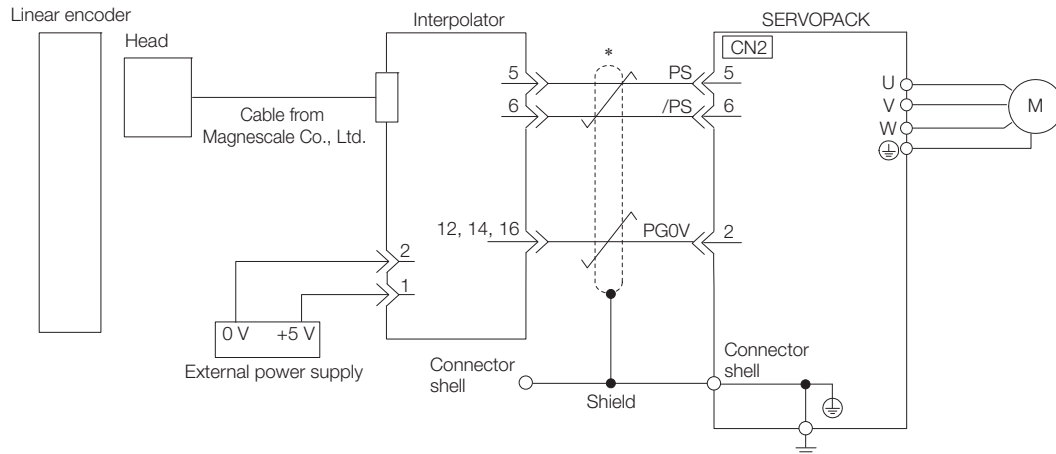 Linear encoder
Head
Interpolator
SERVOPACK
CN2
*
5
PS
5
6
/PS
6
Cable from
Magnescale Co., Ltd.
U
V
W
M
12, 14, 16
PG0V
2
2
1
0 V
+5 V
External power supply
Connector
shell
Shield
Connector
shell